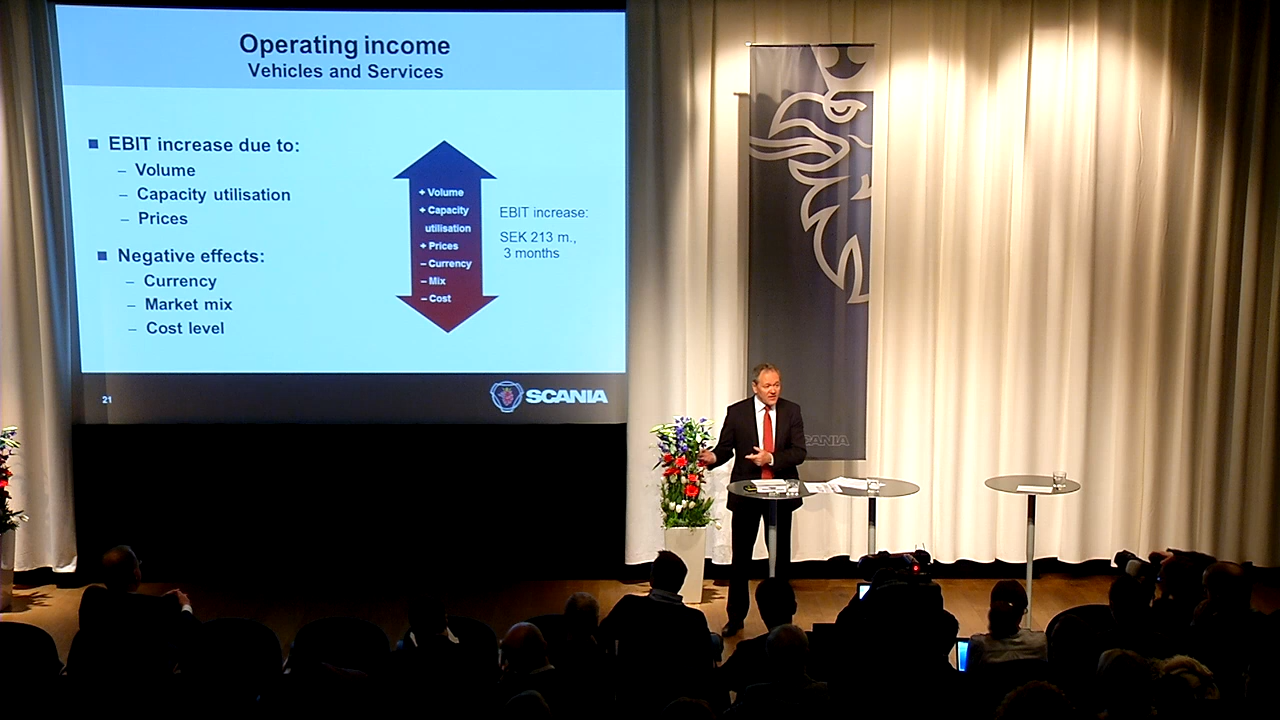 Operating income
Vehicles and Services
■ EBIT increase due to:
– Volume
– Capacity utilisation
– Prices
■ Negative effects:
– Currency
– Market mix
– Cost level
+ Volume
+ Capacity
utilisation
+ Prices
– Currency
– Mix
– Cost
EBIT increase:
SEK 213 m.,
3 months
21
SCANIA
CANIA